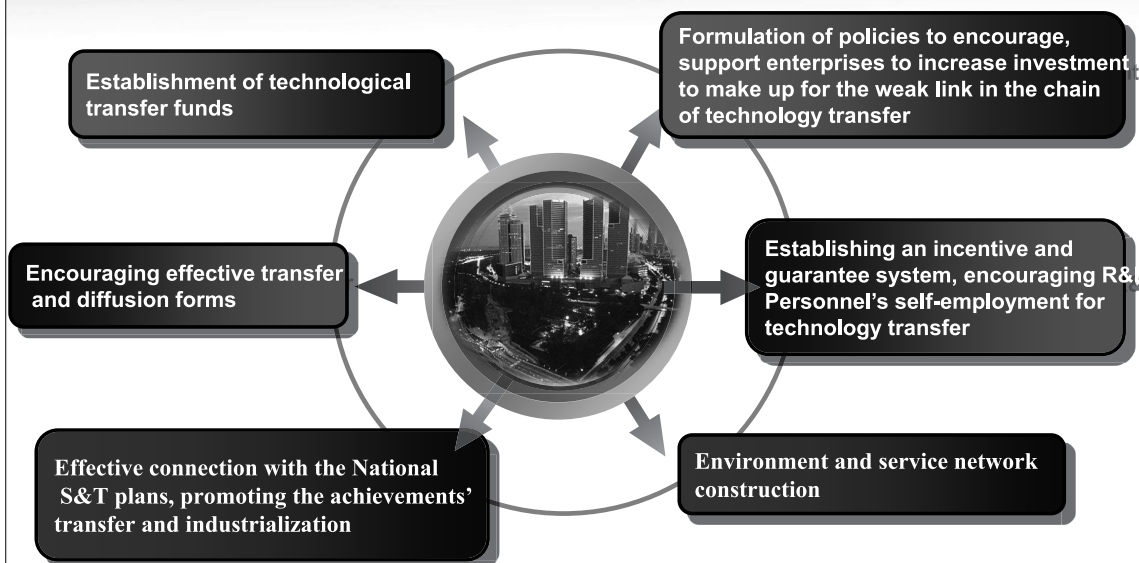 Establishment of technological
transfer funds
Formulation of policies to encourage,
support enterprises to increase investment
to make up for the weak link in the chain
of technology transfer
Encouraging effective transfer
and diffusion forms
Establishing an incentive and
guarantee system, encouraging R&
Personnel’s self-employment for
technology transfer
Effective connection with the National
S&T plans, promoting the achievements’
transfer and industrialization
Environment and service network
construction